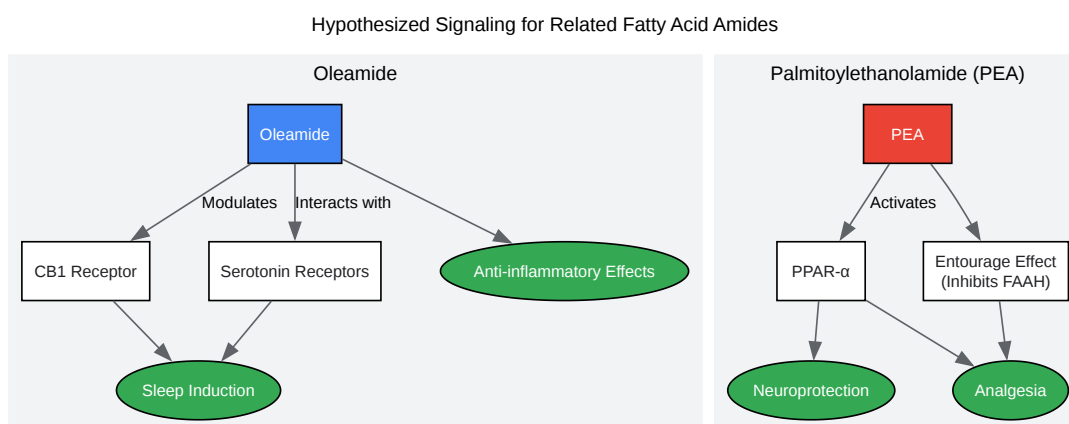 Hypothesized Signaling for Related Fatty Acid Amides
Oleamide
Palmitoylethanolamide (PEA)
Oleamide
PEA
Modulates
Interacts with
Activates
CB1 Receptor
Serotonin Receptors
Anti-inflammatory Effects
PPAR-α
Entourage Effect
(Inhibits FAAH)
Sleep Induction
Neuroprotection
Analgesia